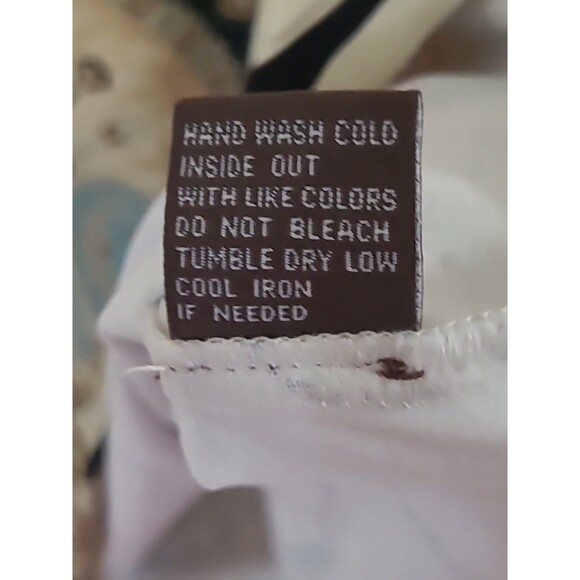 HAND WASH COLD
INSIDE OUT
WITH LIKE COLORS
DO NOT BLEACH
TUMBLE DRY LOW
COOL IRON
IF NEEDED